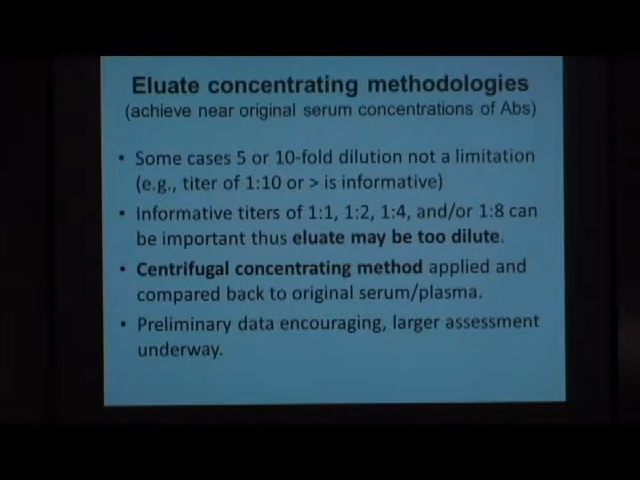 Eluate concentrating methodologies
(achieve near original serum concentrations of Abs)
• Some cases 5 or 10-fold dilution not a limitation
(e.g., titer of 1:10 or > is informative)
• Informative titers of 1:1, 1:2, 1:4, and/or 1:8 can
be important thus eluate may be too dilute.
• Centrifugal concentrating method applied and
compared back to original serum/plasma.
• Preliminary data encouraging, larger assessment
underway.